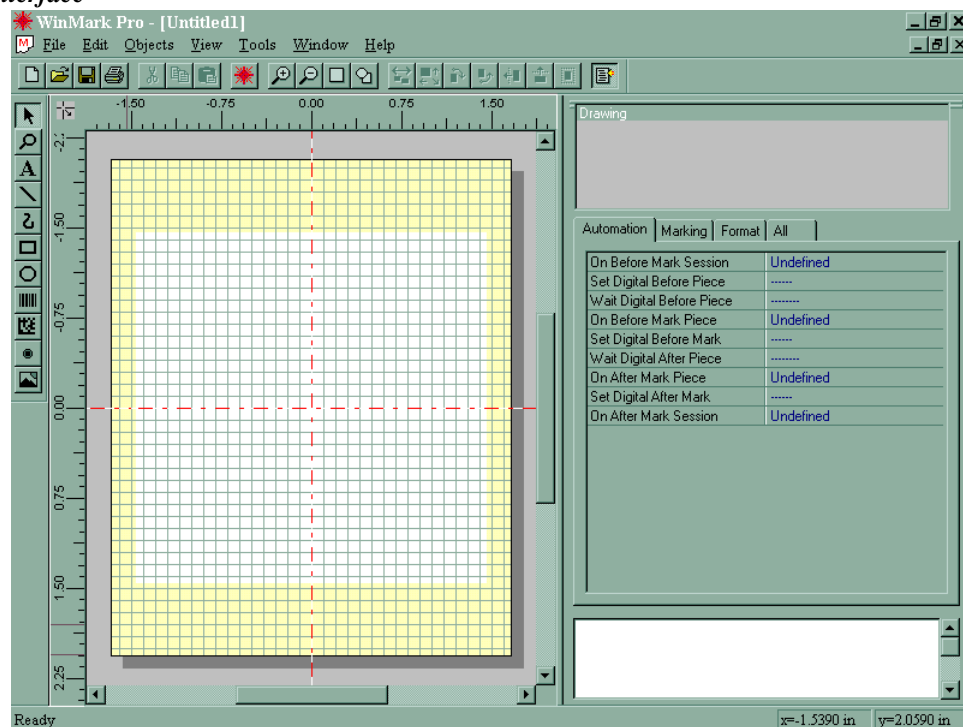 WinMark Pro - [Untitled1]
File Edit Objects View Tools Window Help
-1.50 -0.75 0.00 0.75 1.50
-1.50
-0.75
0.00
0.75
1.50
2.25
Drawing
Automation Marking Format All
On Before Mark Session Undefined
Set Digital Before Piece ------
Wait Digital Before Piece --------
On Before Mark Piece Undefined
Set Digital Before Mark ------
Wait Digital After Piece --------
On After Mark Piece Undefined
Set Digital After Mark ------
On After Mark Session Undefined
Ready x=-1.5390 in y=2.0590 in